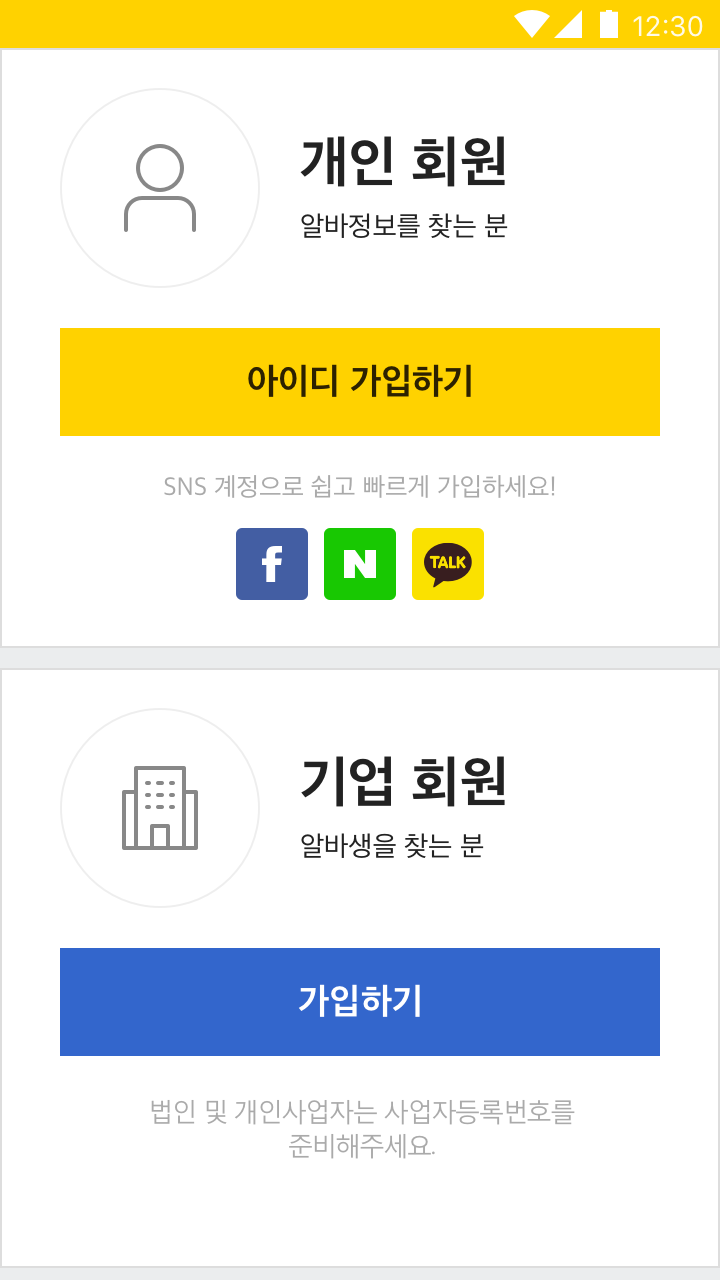 12:30
개인 회원
알바정보를 찾는 분
아이디 가입하기
SNS 계정으로 쉽고 빠르게 가입하세요!
f N TALK
기업 회원
알바생을 찾는 분
가입하기
법인 및 개인사업자는 사업자등록번호를
준비해주세요.